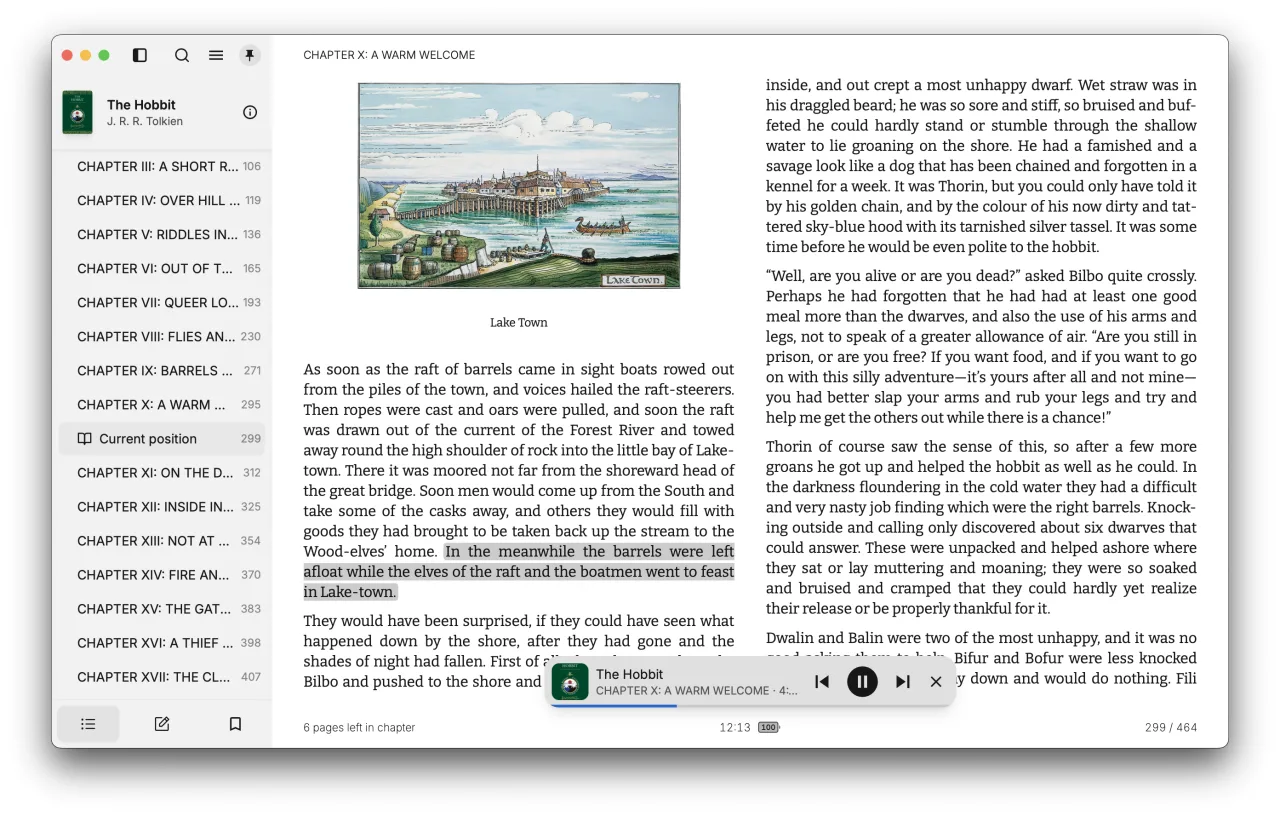 The Hobbit
J. R. R. Tolkien
CHAPTER III: A SHORT R... 106
CHAPTER IV: OVER HILL ... 119
CHAPTER V: RIDDLES IN... 136
CHAPTER VI: OUT OF T... 165
CHAPTER VII: QUEER LO... 193
CHAPTER VIII: FLIES AN... 230
CHAPTER IX: BARRELS ... 271
CHAPTER X: A WARM ... 295
Current position 299
CHAPTER XI: ON THE D... 312
CHAPTER XII: INSIDE IN... 325
CHAPTER XIII: NOT AT ... 354
CHAPTER XIV: FIRE AN... 370
CHAPTER XV: THE GAT... 383
CHAPTER XVI: A THIEF ... 398
CHAPTER XVII: THE CL... 407
CHAPTER X: A WARM WELCOME
LAKE TOWN.
Lake Town
As soon as the raft of barrels came in sight boats rowed out
from the piles of the town, and voices hailed the raft-steerers.
Then ropes were cast and oars were pulled, and soon the raft
was drawn out of the current of the Forest River and towed
away round the high shoulder of rock into the little bay of Lake-
town. There it was moored not far from the shoreward head of
the great bridge. Soon men would come up from the South and
take some of the casks away, and others they would fill with
goods they had brought to be taken back up the stream to the
Wood-elves’ home. In the meanwhile the barrels were left
afloat while the elves of the raft and the boatmen went to feast
in Lake-town.
They would have been surprised, if they could have seen what
happened down by the shore, after they had gone and the
shades of night had fallen. First of
Bilbo and pushed to the shore and
inside, and out crept a most unhappy dwarf. Wet straw was in
his draggled beard; he was so sore and stiff, so bruised and buf-
feted he could hardly stand or stumble through the shallow
water to lie groaning on the shore. He had a famished and a
savage look like a dog that has been chained and forgotten in a
kennel for a week. It was Thorin, but you could only have told it
by his golden chain, and by the colour of his now dirty and tat-
tered sky-blue hood with its tarnished silver tassel. It was some
time before he would be even polite to the hobbit.
“Well, are you alive or are you dead?” asked Bilbo quite crossly.
Perhaps he had forgotten that he had had at least one good
meal more than the dwarves, and also the use of his arms and
legs, not to speak of a greater allowance of air. “Are you still in
prison, or are you free? If you want food, and if you want to go
on with this silly adventure—it’s yours after all and not mine—
you had better slap your arms and rub your legs and try and
help me get the others out while there is a chance!”
Thorin of course saw the sense of this, so after a few more
groans he got up and helped the hobbit as well as he could. In
the darkness floundering in the cold water they had a difficult
and very nasty job finding which were the right barrels. Knock-
ing outside and calling only discovered about six dwarves that
could answer. These were unpacked and helped ashore where
they sat or lay muttering and moaning; they were so soaked
and bruised and cramped that they could hardly yet realize
their release or be properly thankful for it.
Dwalin and Balin were two of the most unhappy, and it was no
Bifur and Bofur were less knocked
down and would do nothing. Fili
The Hobbit
CHAPTER X: A WARM WELCOME · 4:...
6 pages left in chapter
12:13
100
299 / 464